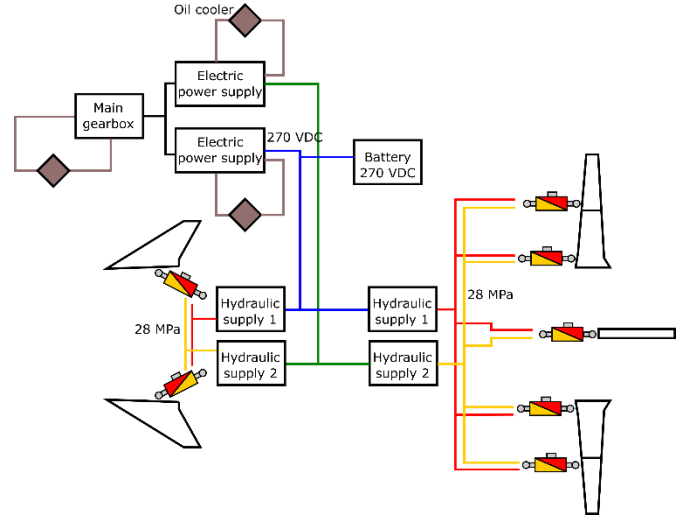 Oil cooler
Electric
power supply
Main
gearbox
270 VDC
Electric
power supply
Battery
270 VDC
28 MPa
Hydraulic
supply 1
Hydraulic
supply 1
28 MPa
Hydraulic
supply 2
Hydraulic
supply 2